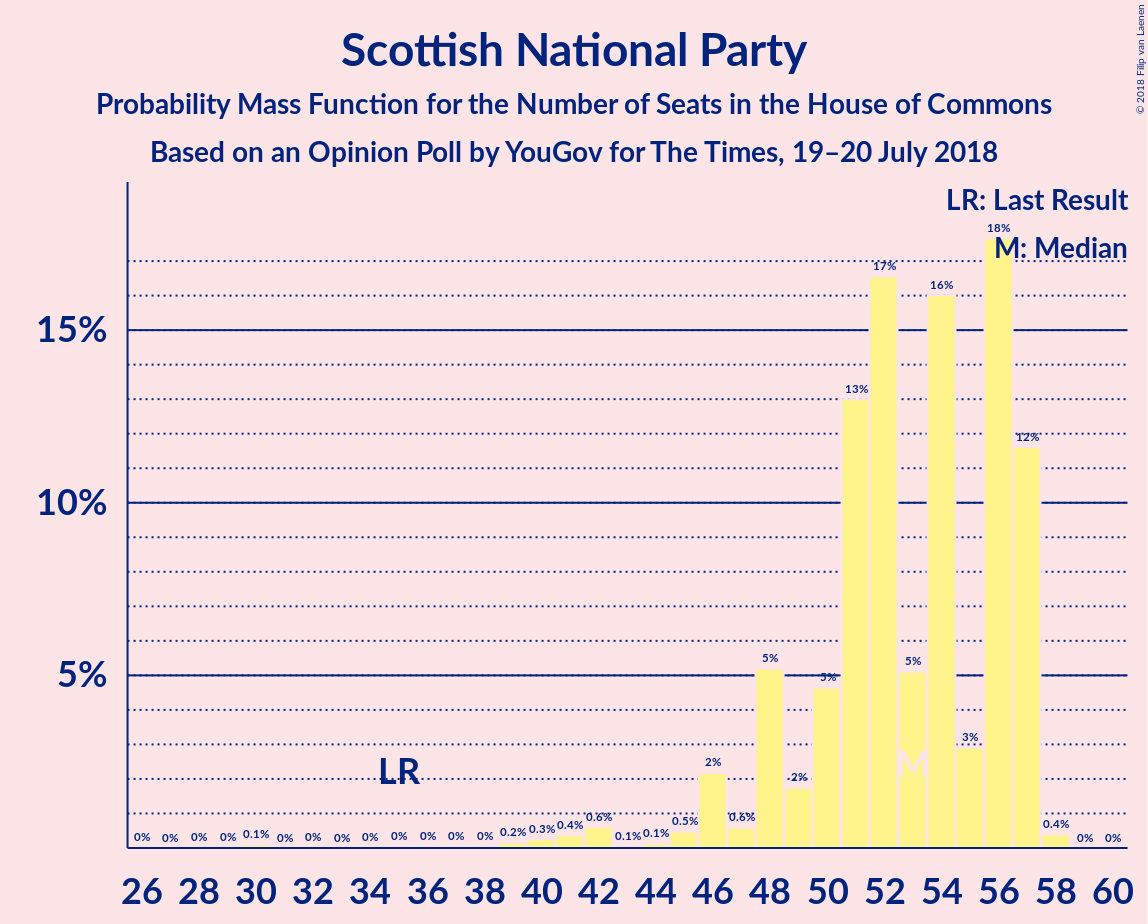 Scottish National Party
Probability Mass Function for the Number of Seats in the House of Commons
Based on an Opinion Poll by YouGov for The Times, 19–20 July 2018
© 2018 Filip van Laenen
LR: Last Result
M: Median
15%
10%
5%
LR
M
0% 0% 0% 0% 0.1% 0% 0% 0% 0% 0% 0% 0% 0% 0.2% 0.3% 0.4% 0.6% 0.1% 0.1% 0.5% 2% 0.6% 5% 2% 5% 13% 17% 5% 16% 3% 18% 12% 0.4% 0% 0%
26 28 30 32 34 36 38 40 42 44 46 48 50 52 54 56 58 60